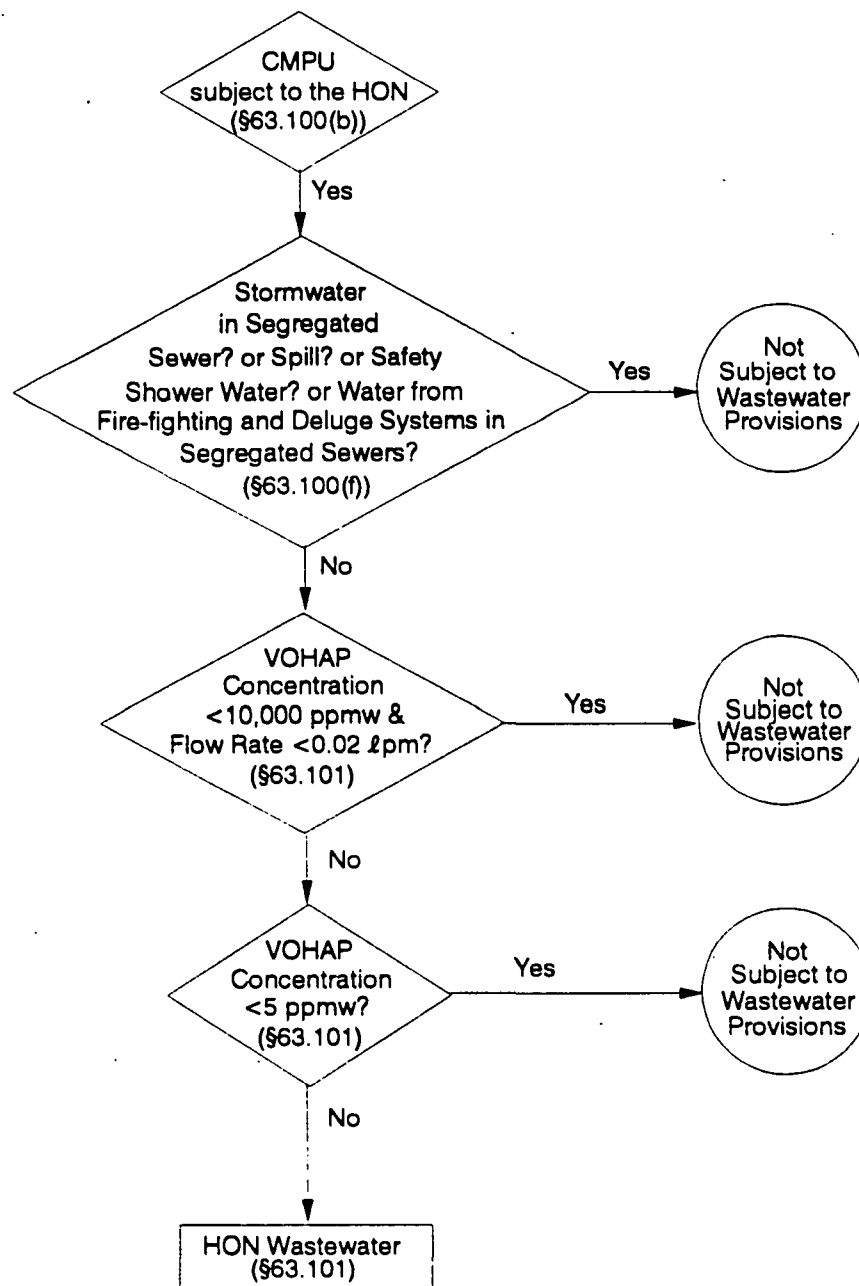 CMPU
subject to the HON
(§63.100(b))
Yes
Stormwater
in Segregated
Sewer? or Spill? or Safety
Shower Water? or Water from
Fire-fighting and Deluge Systems in
Segregated Sewers?
(§63.100(f))
Yes
Not
Subject to
Wastewater
Provisions
No
VOHAP
Concentration
<10,000 ppmw &
Flow Rate <0.02 ℓpm?
(§63.101)
Yes
Not
Subject to
Wastewater
Provisions
No
VOHAP
Concentration
<5 ppmw?
(§63.101)
Yes
Not
Subject to
Wastewater
Provisions
No
HON Wastewater
(§63.101)